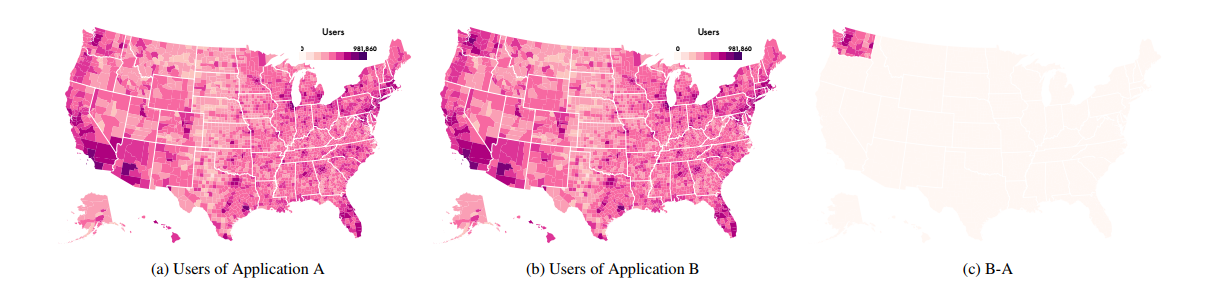 Users
0 981,860
Users
0 981,860
(a) Users of Application A
(b) Users of Application B
(c) B-A